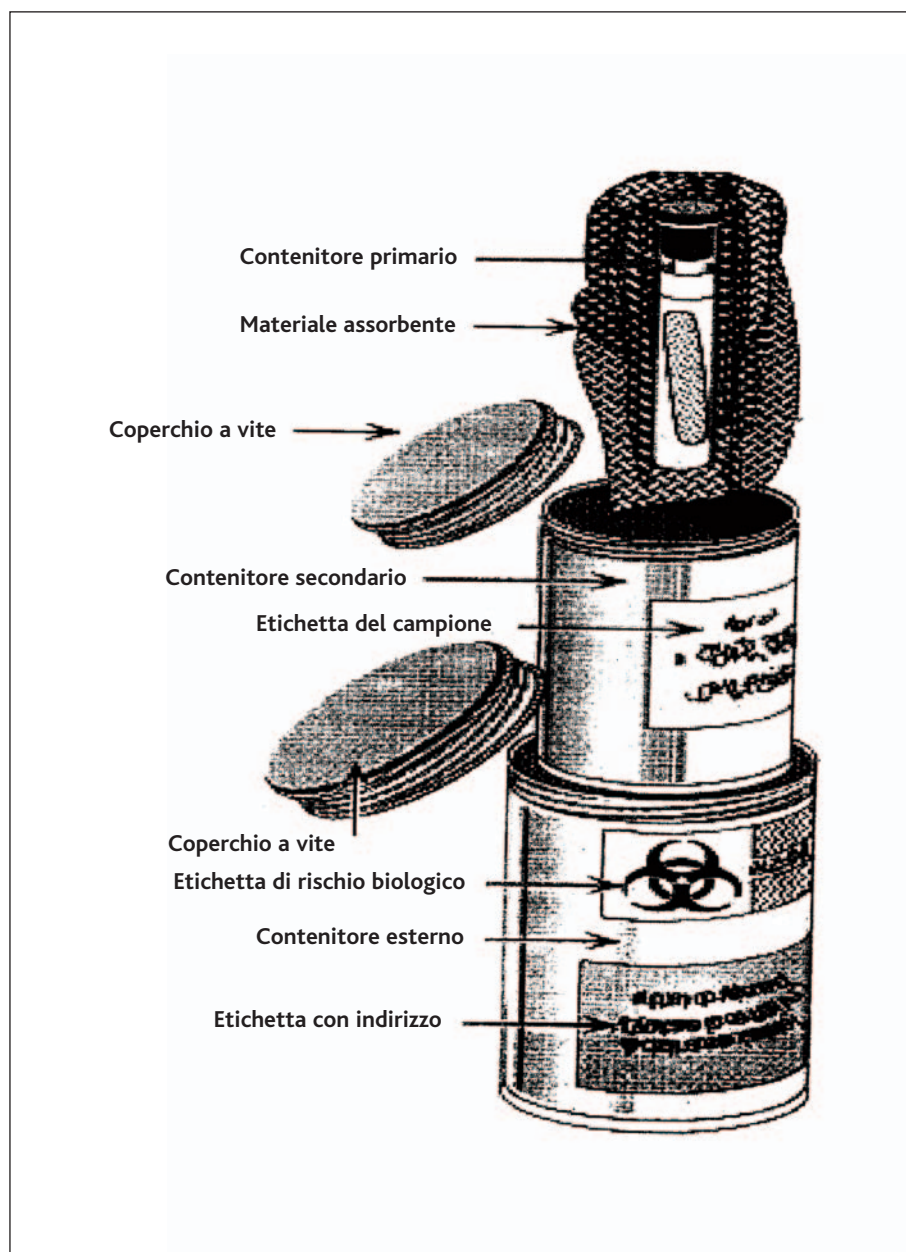 Contenitore primario
Materiale assorbente
Coperchio a vite
Contenitore secondario
Etichetta del campione
Coperchio a vite
Etichetta di rischio biologico
Contenitore esterno
Etichetta con indirizzo